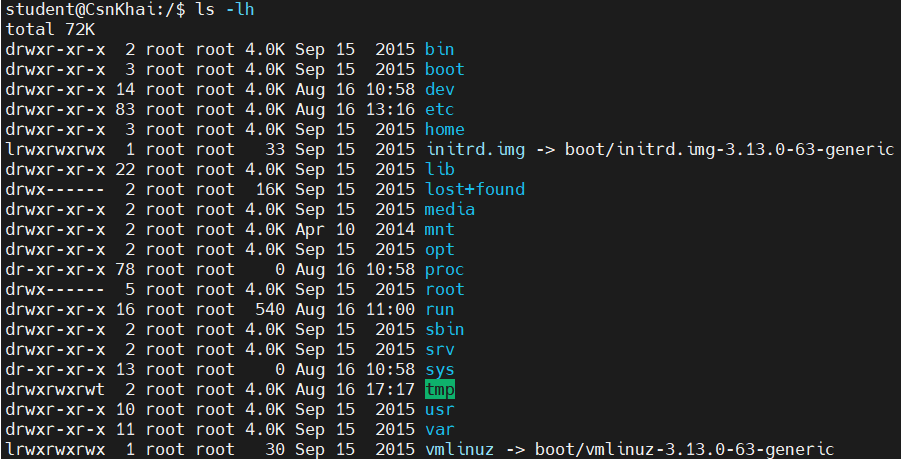 student@CsnKhai:/$ ls -lh
total 72K
drwxr-xr-x  2 root root 4.0K Sep 15  2015 bin
drwxr-xr-x  3 root root 4.0K Sep 15  2015 boot
drwxr-xr-x 14 root root 4.0K Aug 16 10:58 dev
drwxr-xr-x 83 root root 4.0K Aug 16 13:16 etc
drwxr-xr-x  3 root root 4.0K Sep 15  2015 home
lrwxrwxrwx  1 root root   33 Sep 15  2015 initrd.img -> boot/initrd.img-3.13.0-63-generic
drwxr-xr-x 22 root root 4.0K Sep 15  2015 lib
drwx------  2 root root  16K Sep 15  2015 lost+found
drwxr-xr-x  2 root root 4.0K Sep 15  2015 media
drwxr-xr-x  2 root root 4.0K Apr 10  2014 mnt
drwxr-xr-x  2 root root 4.0K Sep 15  2015 opt
dr-xr-xr-x 78 root root    0 Aug 16 10:58 proc
drwx------  5 root root 4.0K Sep 15  2015 root
drwxr-xr-x 16 root root  540 Aug 16 11:00 run
drwxr-xr-x  2 root root 4.0K Sep 15  2015 sbin
drwxr-xr-x  2 root root 4.0K Sep 15  2015 srv
dr-xr-xr-x 13 root root    0 Aug 16 10:58 sys
drwxrwxrwt  2 root root 4.0K Aug 16 17:17 tmp
drwxr-xr-x 10 root root 4.0K Sep 15  2015 usr
drwxr-xr-x 11 root root 4.0K Sep 15  2015 var
lrwxrwxrwx  1 root root   30 Sep 15  2015 vmlinuz -> boot/vmlinuz-3.13.0-63-generic